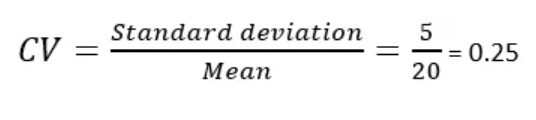 CV = Standard deviation / Mean = 5 / 20 = 0.25